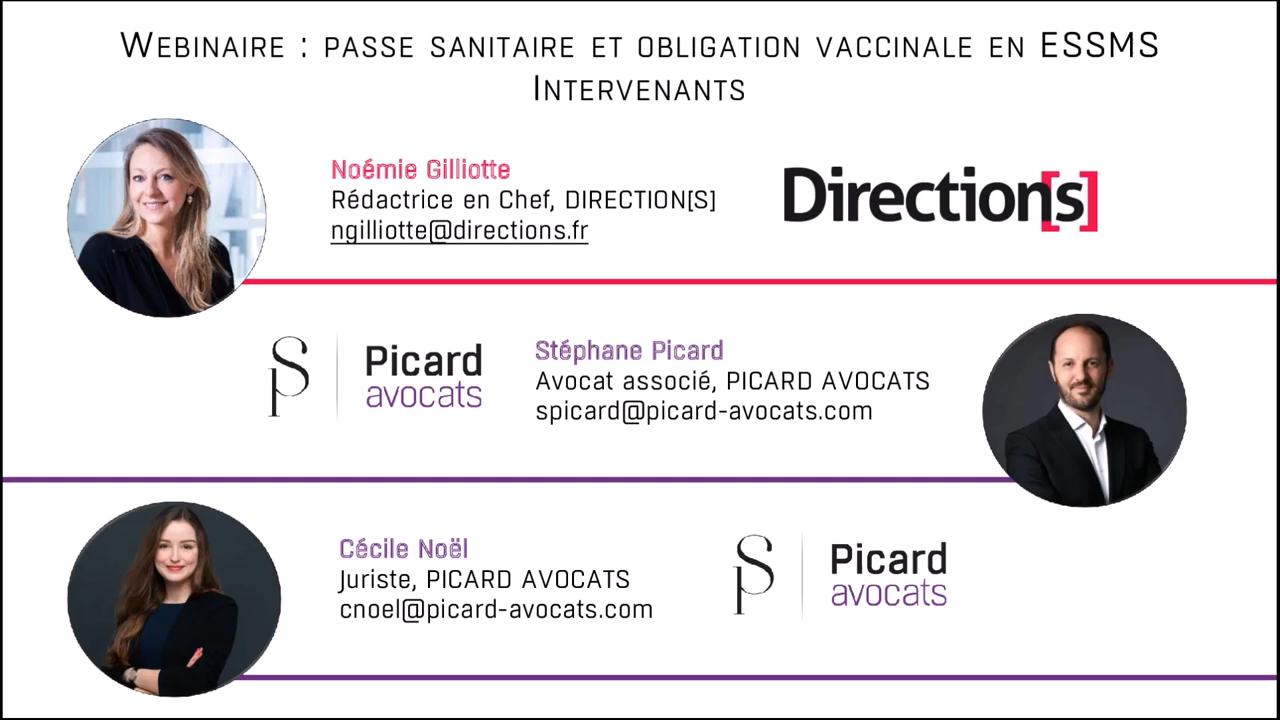 WEBINAIRE : PASSE SANITAIRE ET OBLIGATION VACCINALE EN ESSMS
INTERVENANTS
Noémie Gilliotte
Rédactrice en Chef, DIRECTION[S]
ngilliotte@directions.fr
Direction[s]
SP
Picard
avocats
Stéphane Picard
Avocat associé, PICARD AVOCATS
spicard@picard-avocats.com
Cécile Noël
Juriste, PICARD AVOCATS
cnoel@picard-avocats.com
SP
Picard
avocats